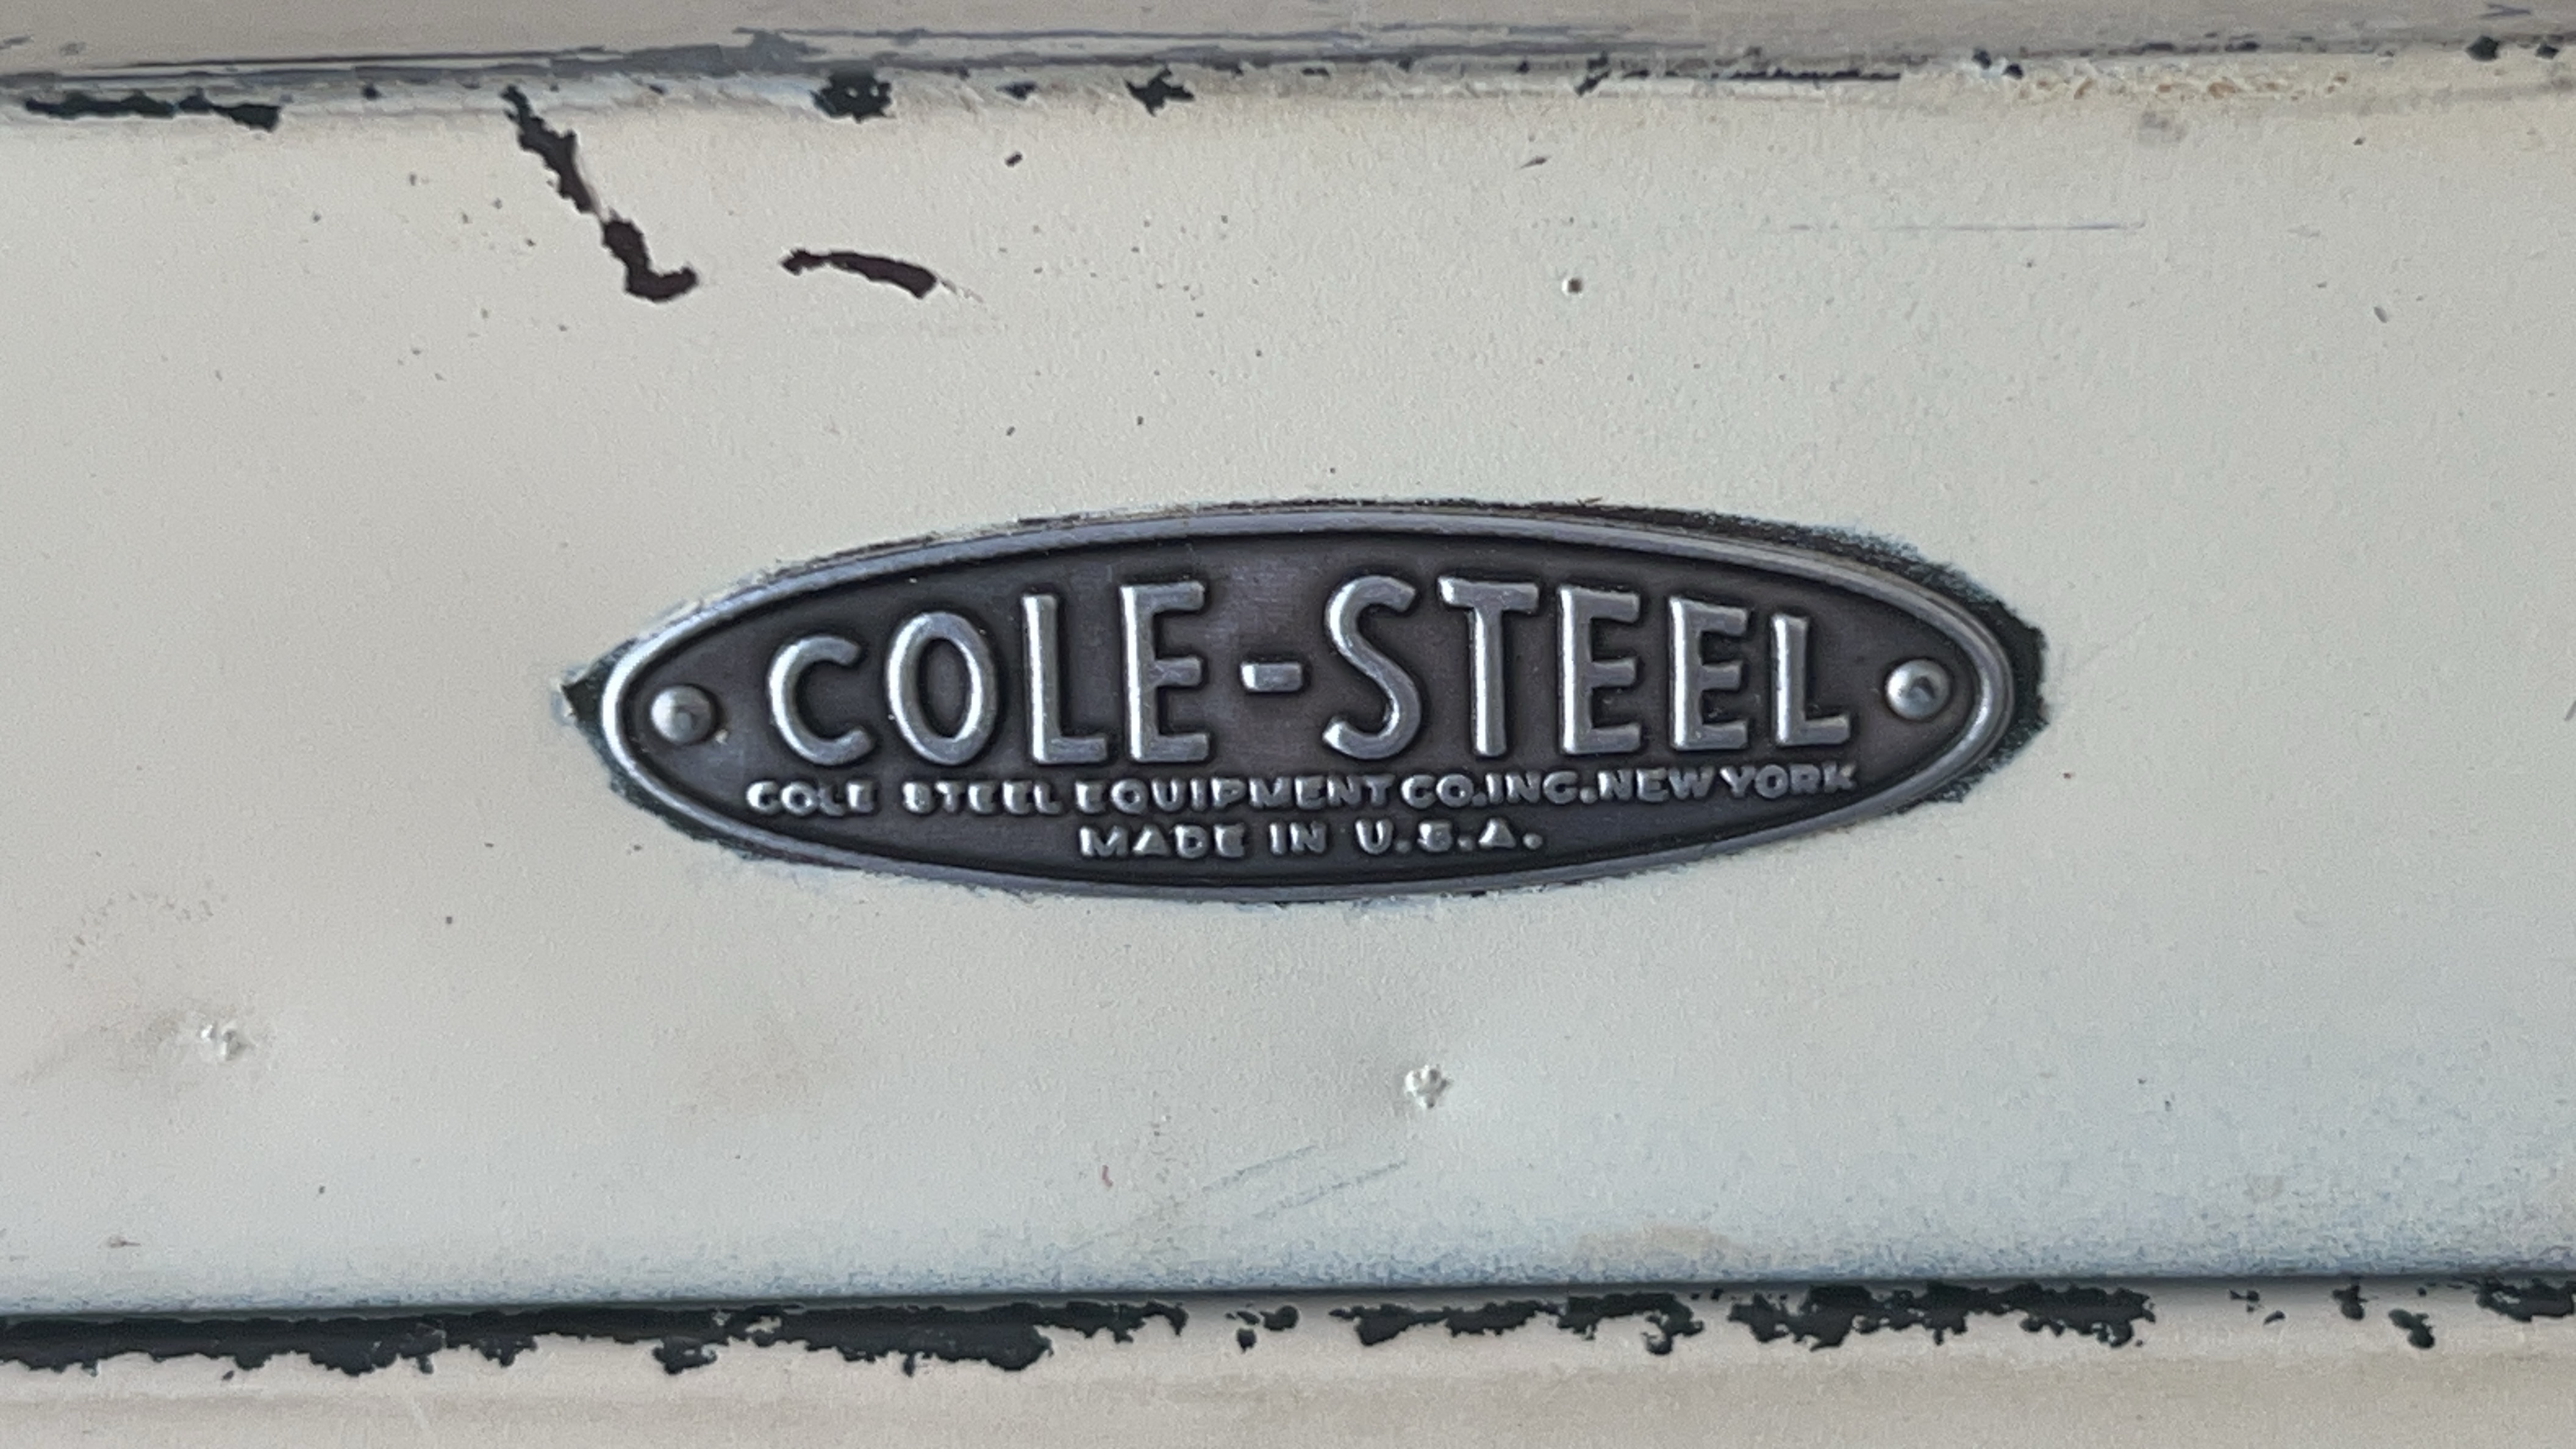 COLE-STEEL
COLE STEEL EQUIPMENT CO.INC.NEW YORK
MADE IN U.S.A.